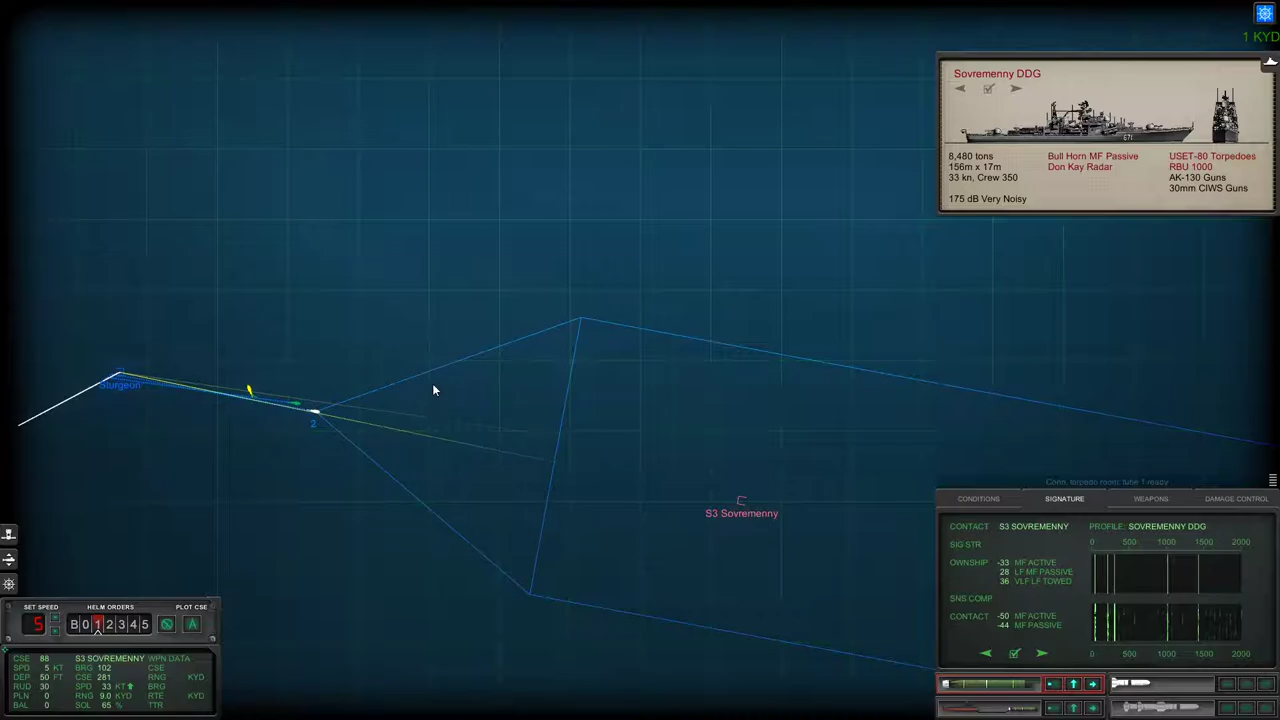 1 KYD
Sovremenny DDG
671
8,480 tons
156m x 17m
33 kn, Crew 350
175 dB Very Noisy
Bull Horn MF Passive
Don Kay Radar
USET-80 Torpedoes
RBU 1000
AK-130 Guns
30mm CIWS Guns
Sturgeon
2
S3 Sovremenny
Conn, torpedo room, tube 1 ready
CONDITIONS SIGNATURE WEAPONS DAMAGE CONTROL
CONTACT S3 SOVREMENNY PROFILE: SOVREMENNY DDG
SIG STR 0 500 1000 1500 2000
OWNSHIP -33 MF ACTIVE
28 LF MF PASSIVE
36 VLF LF TOWED
SNS COMP
CONTACT -50 MF ACTIVE
-44 MF PASSIVE
0 500 1000 1500 2000
SET SPEED HELM ORDERS PLOT CSE
5 B 0 1 2 3 4 5 A
CSE 88 S3 SOVREMENNY WPN DATA
SPD 5 KT BRG 102 CSE
DEP 50 FT CSE 281 RNG KYD
RUD 30 SPD 33 KT BRG
PLN 0 RNG 9.0 KYD RTE KYD
BAL 0 SOL 65 % TTR